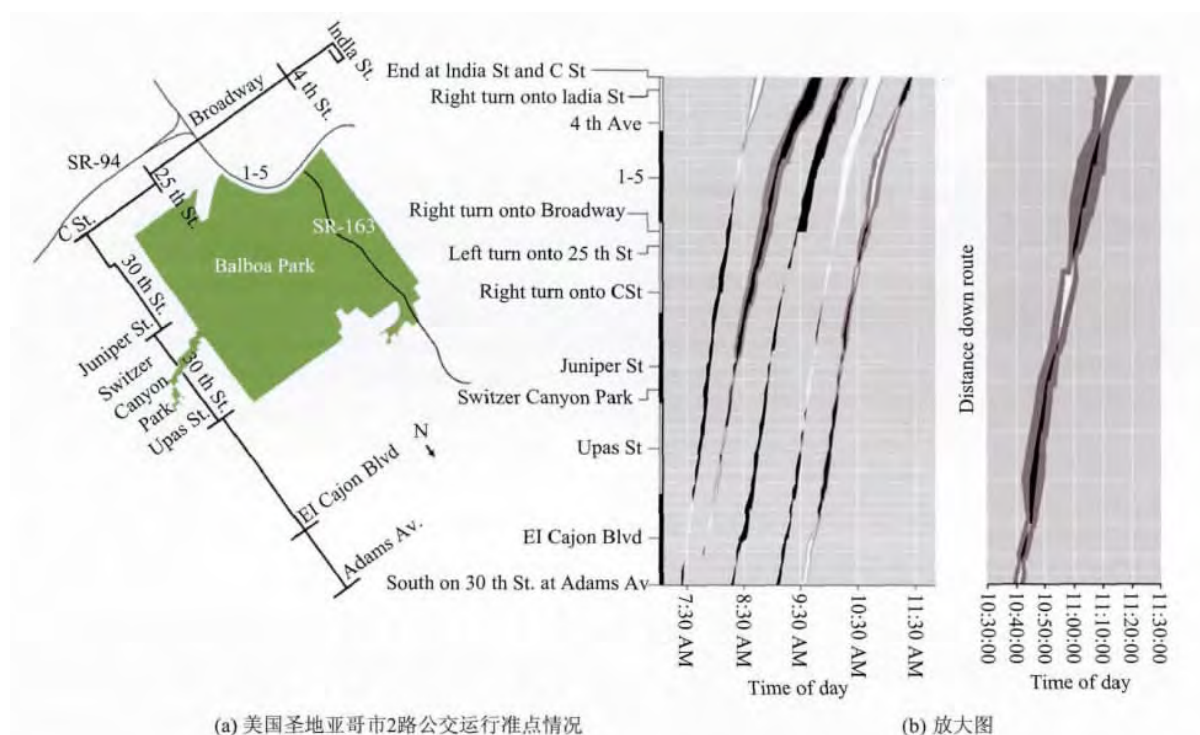 India St.
4 th St.
Broadway
SR-94
1-5
25 th St.
C St.
SR-163
Balboa Park
30 th St.
Juniper St.
Switzer
Canyon
Park
30 th St.
Upas St.
N
EI Cajon Blvd
Adams Av.
End at lndia St and C St
Right turn onto ladia St
4 th Ave
1-5
Right turn onto Broadway
Left turn onto 25 th St
Right turn onto CSt
Juniper St
Switzer Canyon Park
Upas St
EI Cajon Blvd
South on 30 th St. at Adams Av
7:30 AM
8:30 AM
9:30 AM
10:30 AM
11:30 AM
Time of day
Distance down route
10:30:00
10:40:00
10:50:00
11:00:00
11:10:00
11:20:00
11:30:00
Time of day
(a) 美国圣地亚哥市2路公交运行准点情况
(b) 放大图